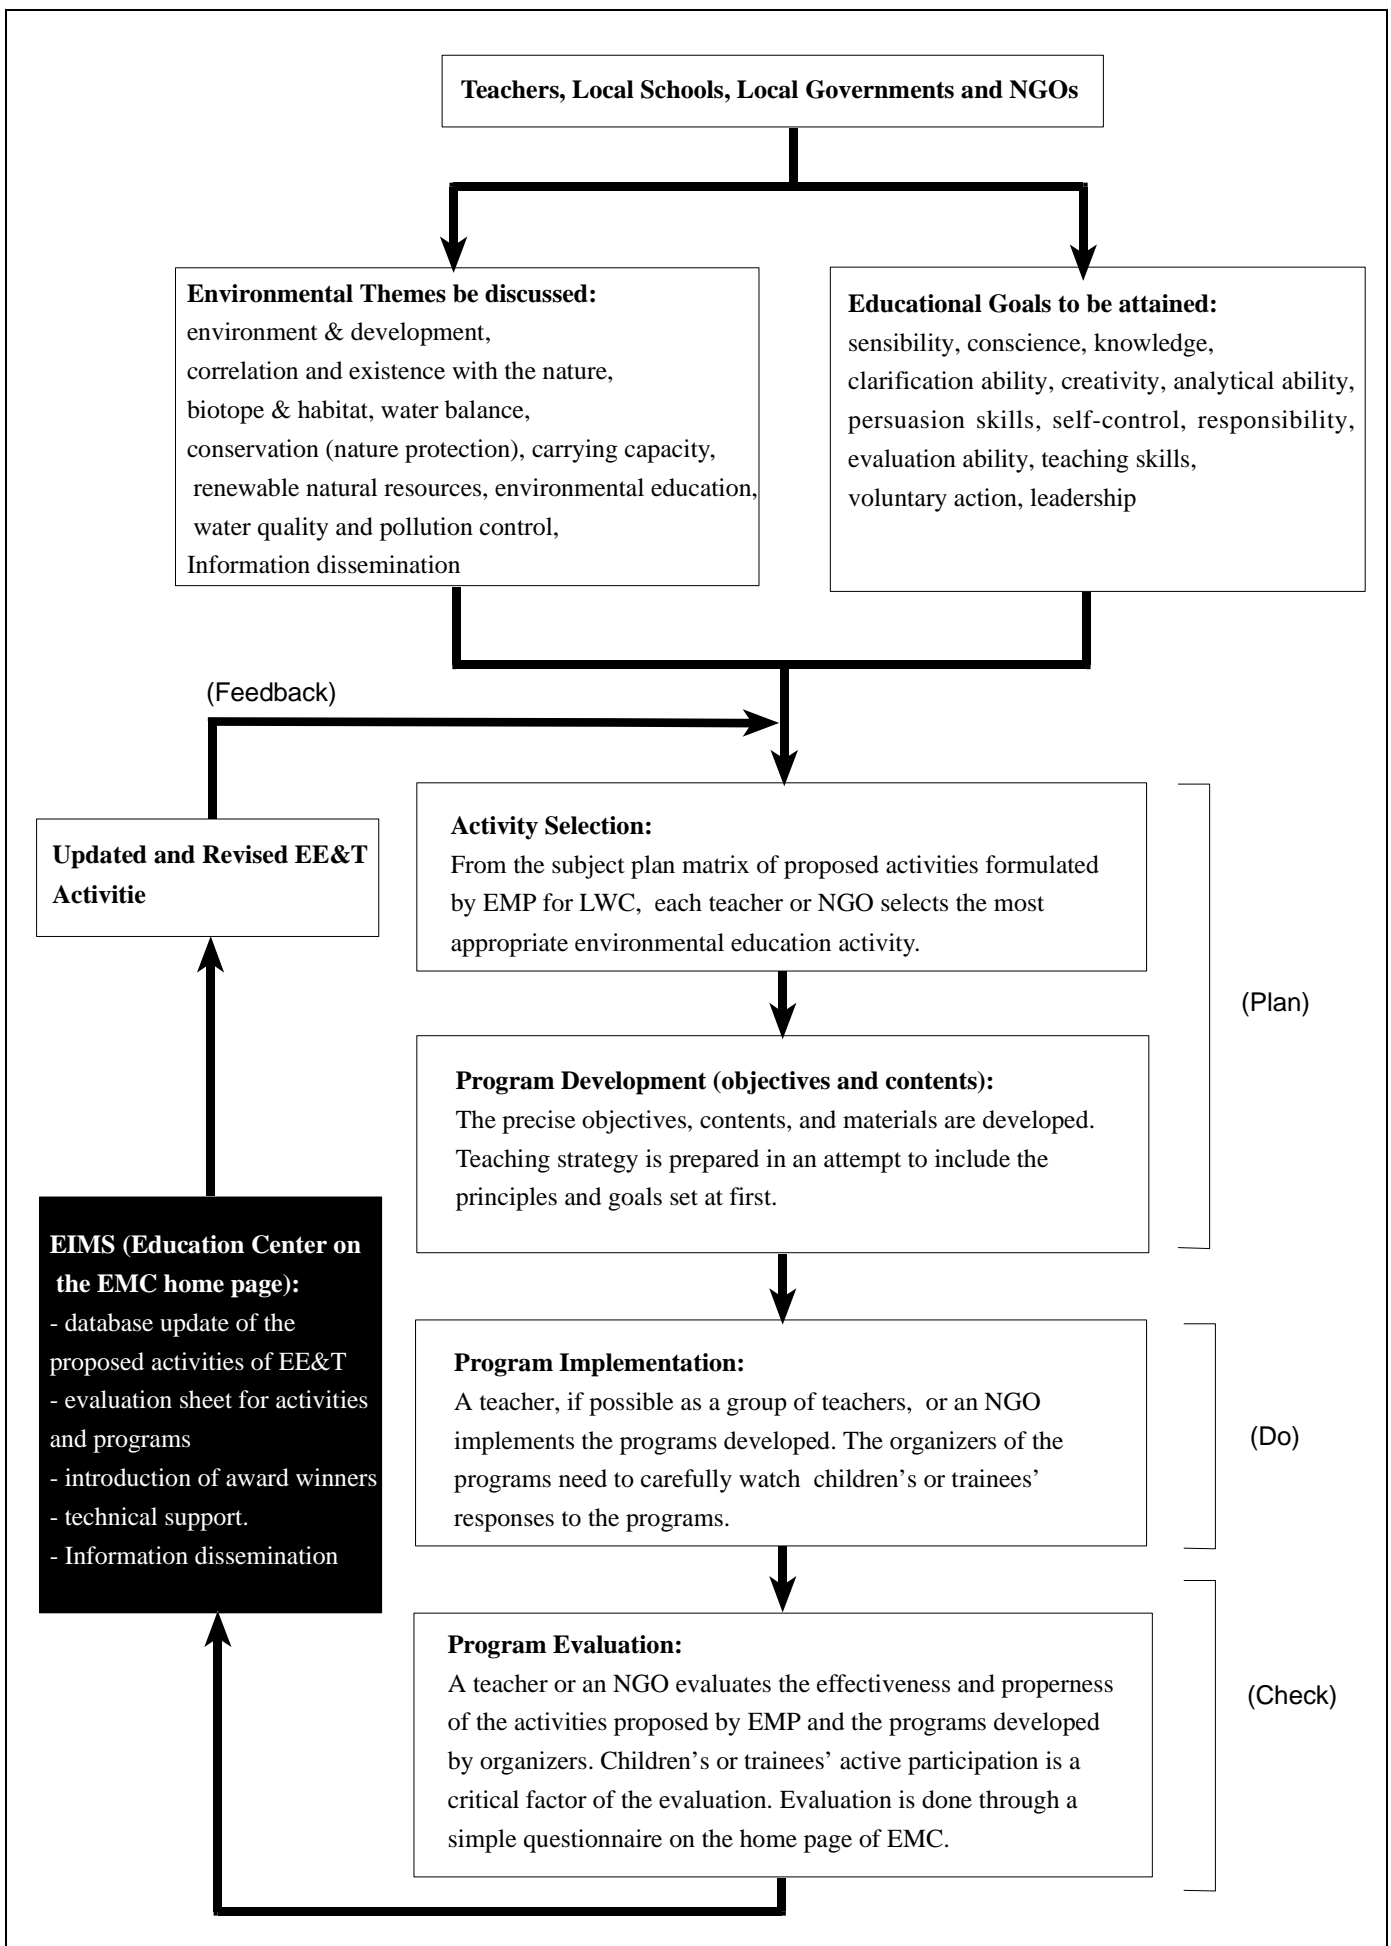 Teachers, Local Schools, Local Governments and NGOs
Environmental Themes be discussed:
environment & development,
correlation and existence with the nature,
biotope & habitat, water balance,
conservation (nature protection), carrying capacity,
renewable natural resources, environmental education,
water quality and pollution control,
Information dissemination
Educational Goals to be attained:
sensibility, conscience, knowledge,
clarification ability, creativity, analytical ability,
persuasion skills, self-control, responsibility,
evaluation ability, teaching skills,
voluntary action, leadership
(Feedback)
Updated and Revised EE&T
Activitie
Activity Selection:
From the subject plan matrix of proposed activities formulated
by EMP for LWC, each teacher or NGO selects the most
appropriate environmental education activity.
(Plan)
Program Development (objectives and contents):
The precise objectives, contents, and materials are developed.
Teaching strategy is prepared in an attempt to include the
principles and goals set at first.
EIMS (Education Center on
the EMC home page):
- database update of the
proposed activities of EE&T
- evaluation sheet for activities
and programs
- introduction of award winners
- technical support.
- Information dissemination
Program Implementation:
A teacher, if possible as a group of teachers, or an NGO
implements the programs developed. The organizers of the
programs need to carefully watch children’s or trainees’
responses to the programs.
(Do)
Program Evaluation:
A teacher or an NGO evaluates the effectiveness and properness
of the activities proposed by EMP and the programs developed
by organizers. Children’s or trainees’ active participation is a
critical factor of the evaluation. Evaluation is done through a
simple questionnaire on the home page of EMC.
(Check)